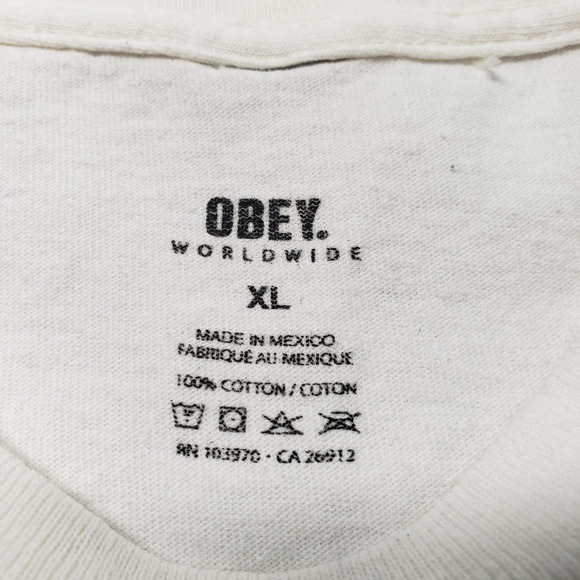 OBEY.
WORLDWIDE
XL
MADE IN MEXICO
FABRIQUÉ AU MEXIQUE
100% COTTON / COTON
RN 103970 · CA 26912